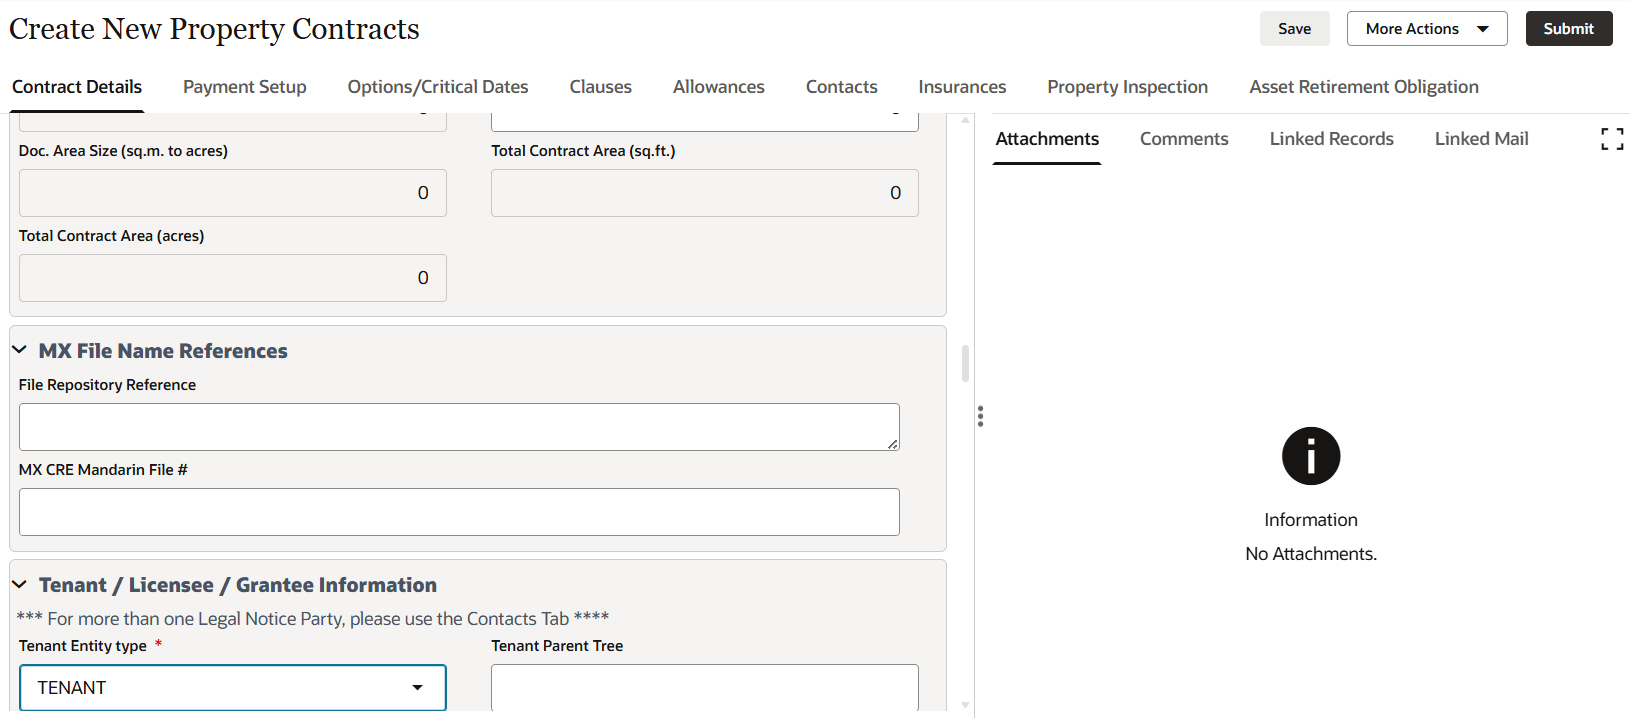 Create New Property Contracts
Save
More Actions
Submit
Contract Details
Payment Setup
Options/Critical Dates
Clauses
Allowances
Contacts
Insurances
Property Inspection
Asset Retirement Obligation
Doc. Area Size (sq.m. to acres)
Total Contract Area (sq.ft.)
0
0
Total Contract Area (acres)
0
MX File Name References
File Repository Reference
MX CRE Mandarin File #
Tenant / Licensee / Grantee Information
*** For more than one Legal Notice Party, please use the Contacts Tab ****
Tenant Entity type *
Tenant Parent Tree
TENANT
Attachments
Comments
Linked Records
Linked Mail
Information
No Attachments.